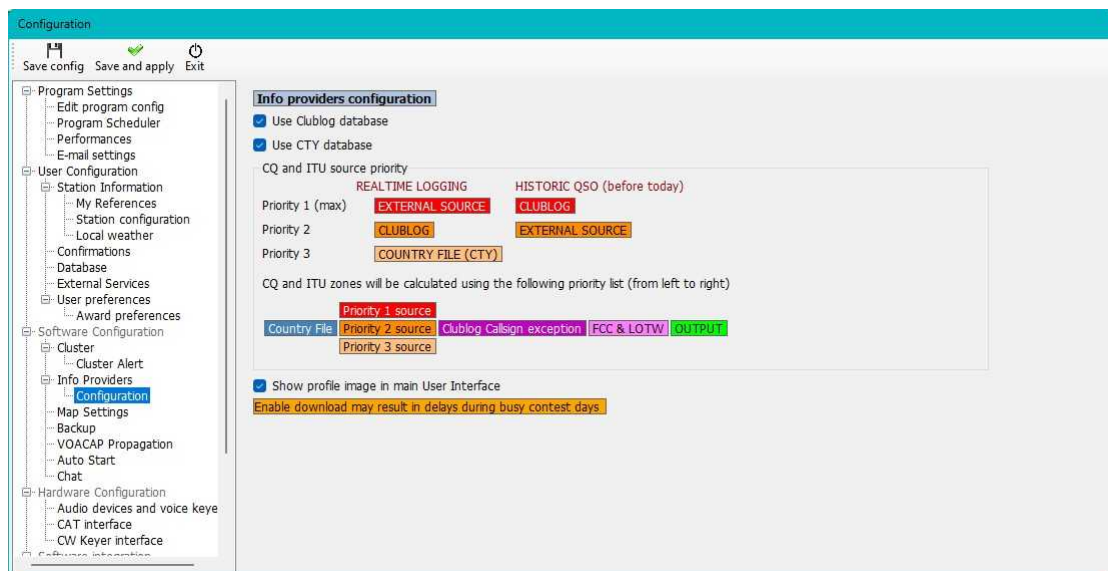 Configuration
Save config Save and apply Exit
Program Settings
Edit program config
Program Scheduler
Performances
E-mail settings
User Configuration
Station Information
My References
Station configuration
Local weather
Confirmations
Database
External Services
User preferences
Award preferences
Software Configuration
Cluster
Cluster Alert
Info Providers
Configuration
Map Settings
Backup
VOACAP Propagation
Auto Start
Chat
Hardware Configuration
Audio devices and voice keye
CAT interface
CW Keyer interface
Software integration
Info providers configuration
Use Clublog database
Use CTY database
CQ and ITU source priority
REALTIME LOGGING HISTORIC QSO (before today)
Priority 1 (max) EXTERNAL SOURCE CLUBLOG
Priority 2 CLUBLOG EXTERNAL SOURCE
Priority 3 COUNTRY FILE (CTY)
CQ and ITU zones will be calculated using the following priority list (from left to right)
Priority 1 source
Country File Priority 2 source Clublog Callsign exception FCC & LOTW OUTPUT
Priority 3 source
Show profile image in main User Interface
Enable download may result in delays during busy contest days